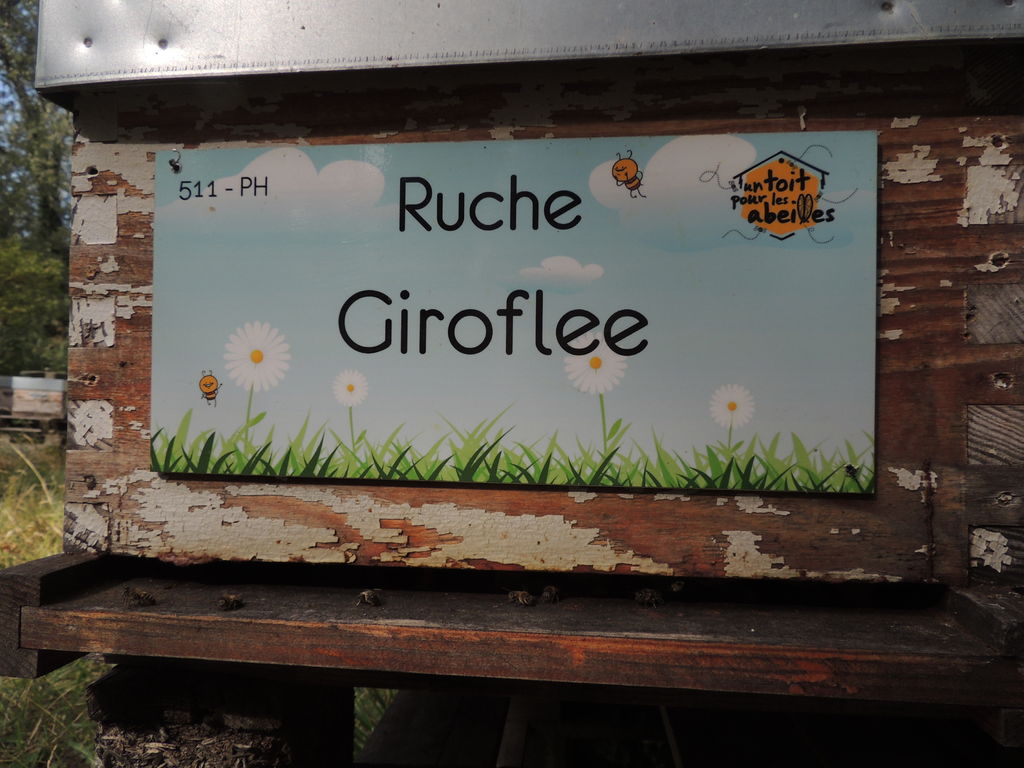 511 - PH
Ruche
Giroflee
un toit
pour les
abeilles